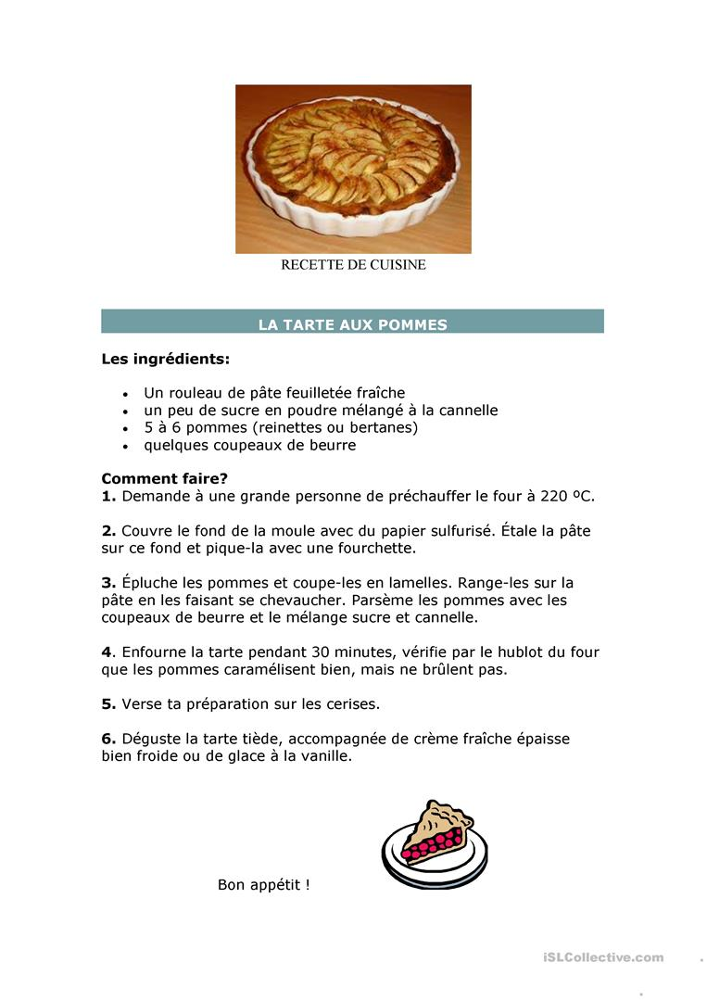 RECETTE DE CUISINE
LA TARTE AUX POMMES
Les ingrédients:
• Un rouleau de pâte feuilletée fraîche
• un peu de sucre en poudre mélangé à la cannelle
• 5 à 6 pommes (reinettes ou bertanes)
• quelques coupeaux de beurre
Comment faire?
1. Demande à une grande personne de préchauffer le four à 220 ºC.
2. Couvre le fond de la moule avec du papier sulfurisé. Étale la pâte
sur ce fond et pique-la avec une fourchette.
3. Épluche les pommes et coupe-les en lamelles. Range-les sur la
pâte en les faisant se chevaucher. Parsème les pommes avec les
coupeaux de beurre et le mélange sucre et cannelle.
4. Enfourne la tarte pendant 30 minutes, vérifie par le hublot du four
que les pommes caramélisent bien, mais ne brûlent pas.
5. Verse ta préparation sur les cerises.
6. Déguste la tarte tiède, accompagnée de crème fraîche épaisse
bien froide ou de glace à la vanille.
Bon appétit !
iSLCollective.com